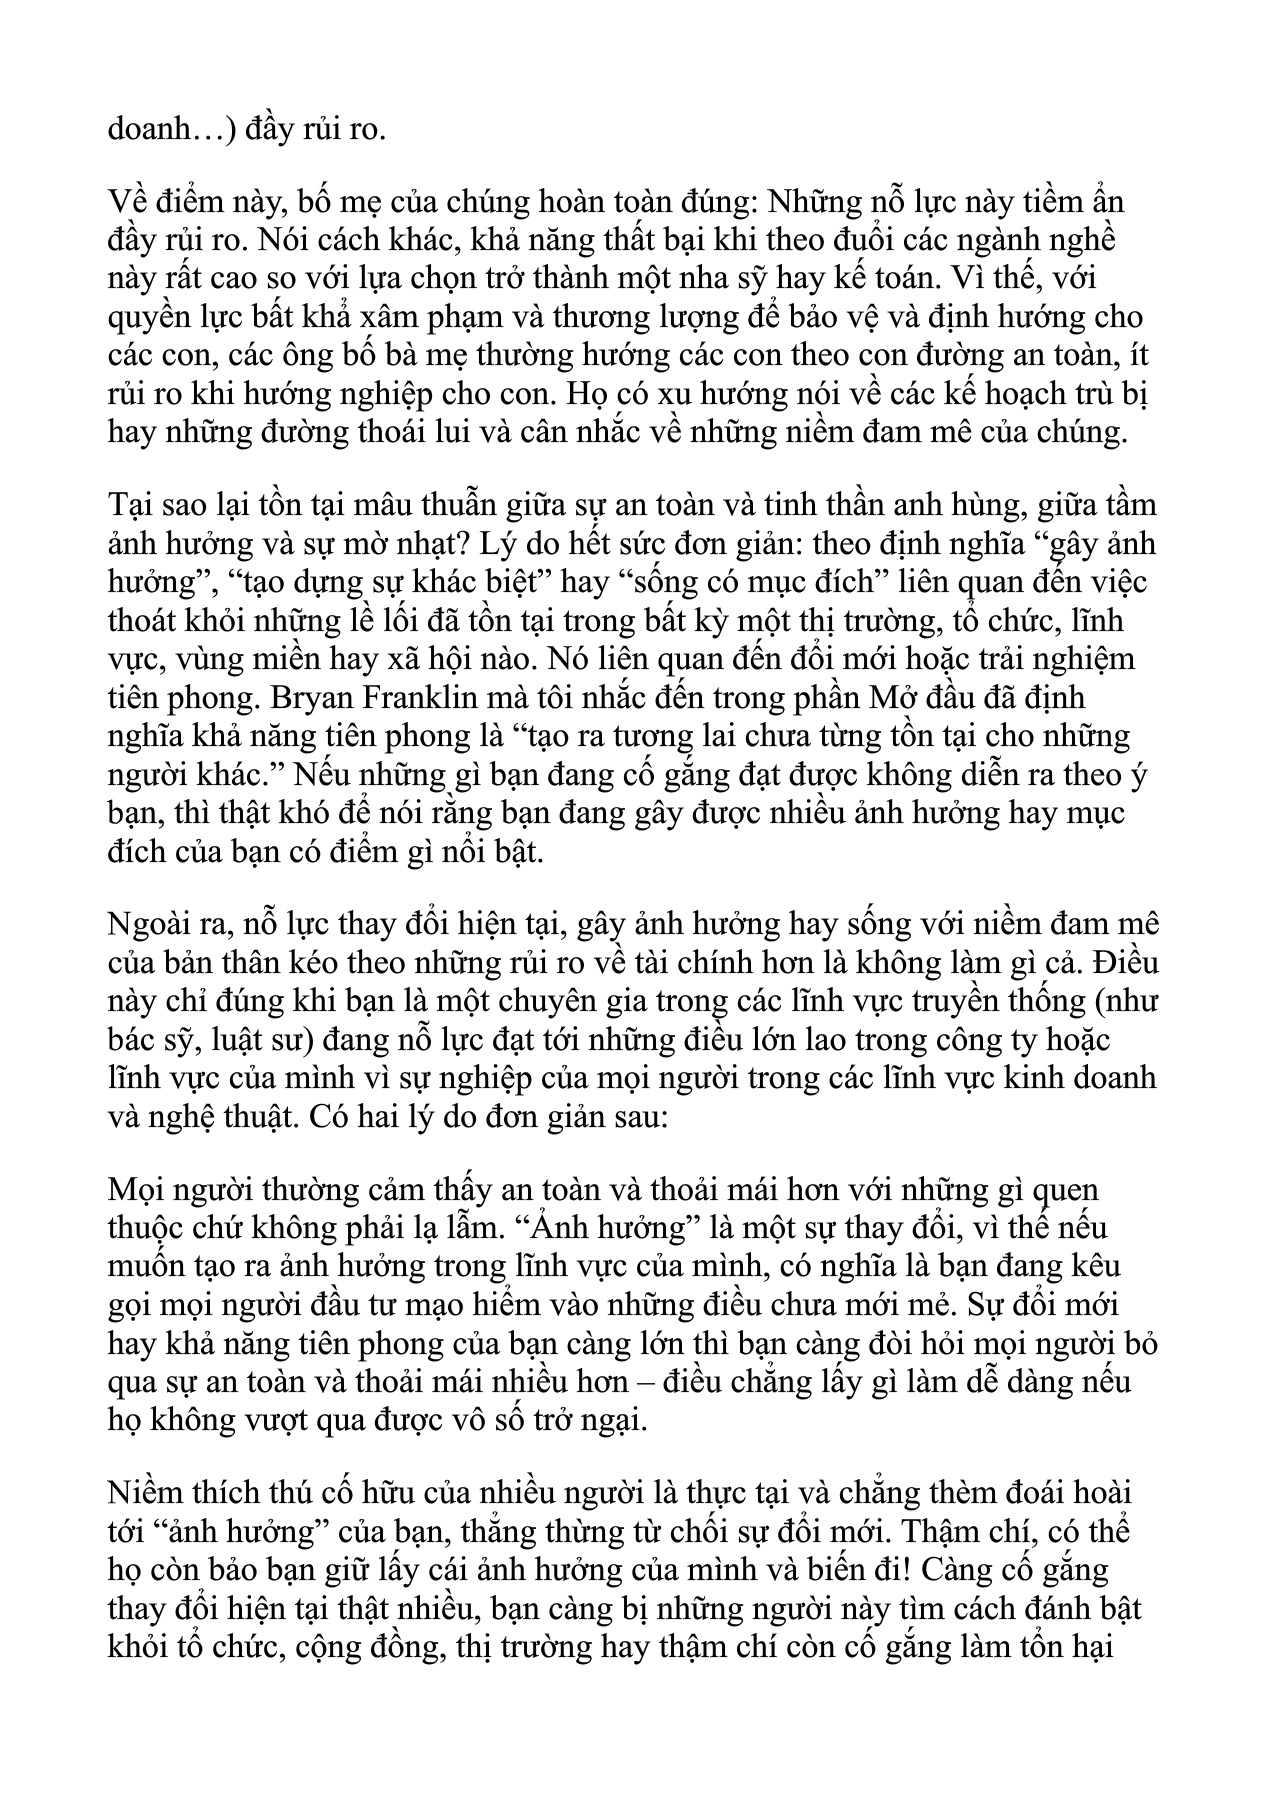 doanh…) đầy rủi ro.
Về điểm này, bố mẹ của chúng hoàn toàn đúng: Những nỗ lực này tiềm ẩn
đầy rủi ro. Nói cách khác, khả năng thất bại khi theo đuổi các ngành nghề
này rất cao so với lựa chọn trở thành một nha sỹ hay kế toán. Vì thế, với
quyền lực bất khả xâm phạm và thương lượng để bảo vệ và định hướng cho
các con, các ông bố bà mẹ thường hướng các con theo con đường an toàn, ít
rủi ro khi hướng nghiệp cho con. Họ có xu hướng nói về các kế hoạch trù bị
hay những đường thoái lui và cân nhắc về những niềm đam mê của chúng.
Tại sao lại tồn tại mâu thuẫn giữa sự an toàn và tinh thần anh hùng, giữa tầm
ảnh hưởng và sự mờ nhạt? Lý do hết sức đơn giản: theo định nghĩa “gây ảnh
hưởng”, “tạo dựng sự khác biệt” hay “sống có mục đích” liên quan đến việc
thoát khỏi những lề lối đã tồn tại trong bất kỳ một thị trường, tổ chức, lĩnh
vực, vùng miền hay xã hội nào. Nó liên quan đến đổi mới hoặc trải nghiệm
tiên phong. Bryan Franklin mà tôi nhắc đến trong phần Mở đầu đã định
nghĩa khả năng tiên phong là “tạo ra tương lai chưa từng tồn tại cho những
người khác.” Nếu những gì bạn đang cố gắng đạt được không diễn ra theo ý
bạn, thì thật khó để nói rằng bạn đang gây được nhiều ảnh hưởng hay mục
đích của bạn có điểm gì nổi bật.
Ngoài ra, nỗ lực thay đổi hiện tại, gây ảnh hưởng hay sống với niềm đam mê
của bản thân kéo theo những rủi ro về tài chính hơn là không làm gì cả. Điều
này chỉ đúng khi bạn là một chuyên gia trong các lĩnh vực truyền thống (như
bác sỹ, luật sư) đang nỗ lực đạt tới những điều lớn lao trong công ty hoặc
lĩnh vực của mình vì sự nghiệp của mọi người trong các lĩnh vực kinh doanh
và nghệ thuật. Có hai lý do đơn giản sau:
Mọi người thường cảm thấy an toàn và thoải mái hơn với những gì quen
thuộc chứ không phải lạ lẫm. “Ảnh hưởng” là một sự thay đổi, vì thế nếu
muốn tạo ra ảnh hưởng trong lĩnh vực của mình, có nghĩa là bạn đang kêu
gọi mọi người đầu tư mạo hiểm vào những điều chưa mới mẻ. Sự đổi mới
hay khả năng tiên phong của bạn càng lớn thì bạn càng đòi hỏi mọi người bỏ
qua sự an toàn và thoải mái nhiều hơn – điều chẳng lấy gì làm dễ dàng nếu
họ không vượt qua được vô số trở ngại.
Niềm thích thú cố hữu của nhiều người là thực tại và chẳng thèm đoái hoài
tới “ảnh hưởng” của bạn, thẳng thừng từ chối sự đổi mới. Thậm chí, có thể
họ còn bảo bạn giữ lấy cái ảnh hưởng của mình và biến đi! Càng cố gắng
thay đổi hiện tại thật nhiều, bạn càng bị những người này tìm cách đánh bật
khỏi tổ chức, cộng đồng, thị trường hay thậm chí còn cố gắng làm tổn hại